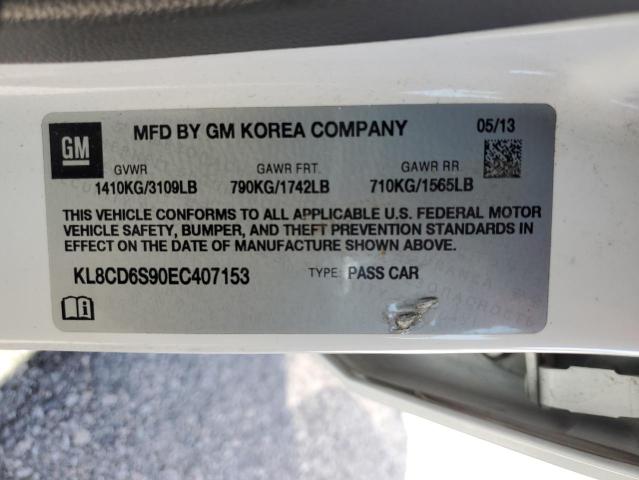 GM
MFD BY GM KOREA COMPANY 05/13
GVWR GAWR FRT. GAWR RR.
1410KG/3109LB 790KG/1742LB 710KG/1565LB
THIS VEHICLE CONFORMS TO ALL APPLICABLE U.S. FEDERAL MOTOR
VEHICLE SAFETY, BUMPER, AND THEFT PREVENTION STANDARDS IN
EFFECT ON THE DATE OF MANUFACTURE SHOWN ABOVE.
KL8CD6S90EC407153 TYPE: PASS CAR